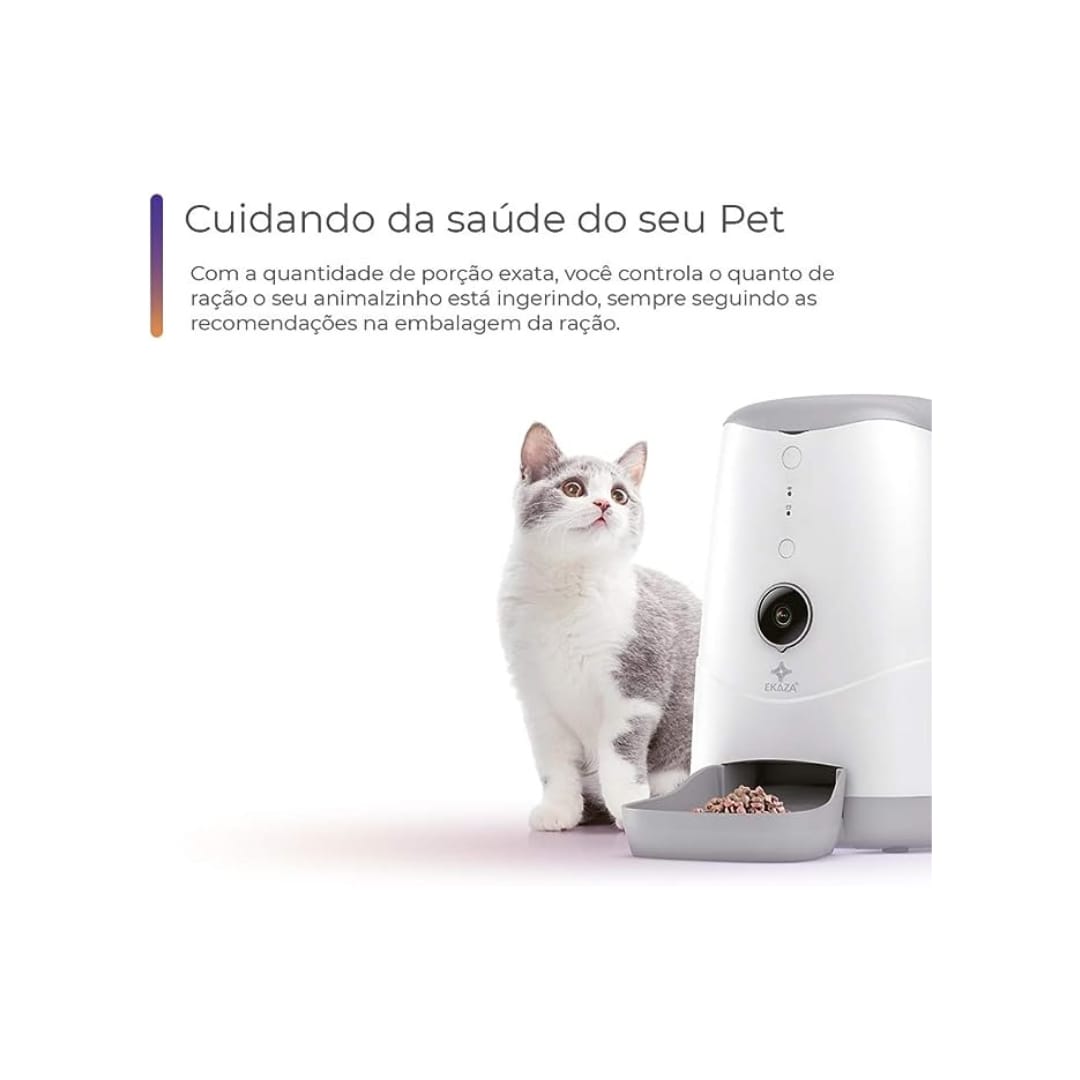 Cuidando da saúde do seu Pet
Com a quantidade de porção exata, você controla o quanto de
ração o seu animalzinho está ingerindo, sempre seguindo as
recomendações na embalagem da ração.
EKAZA®